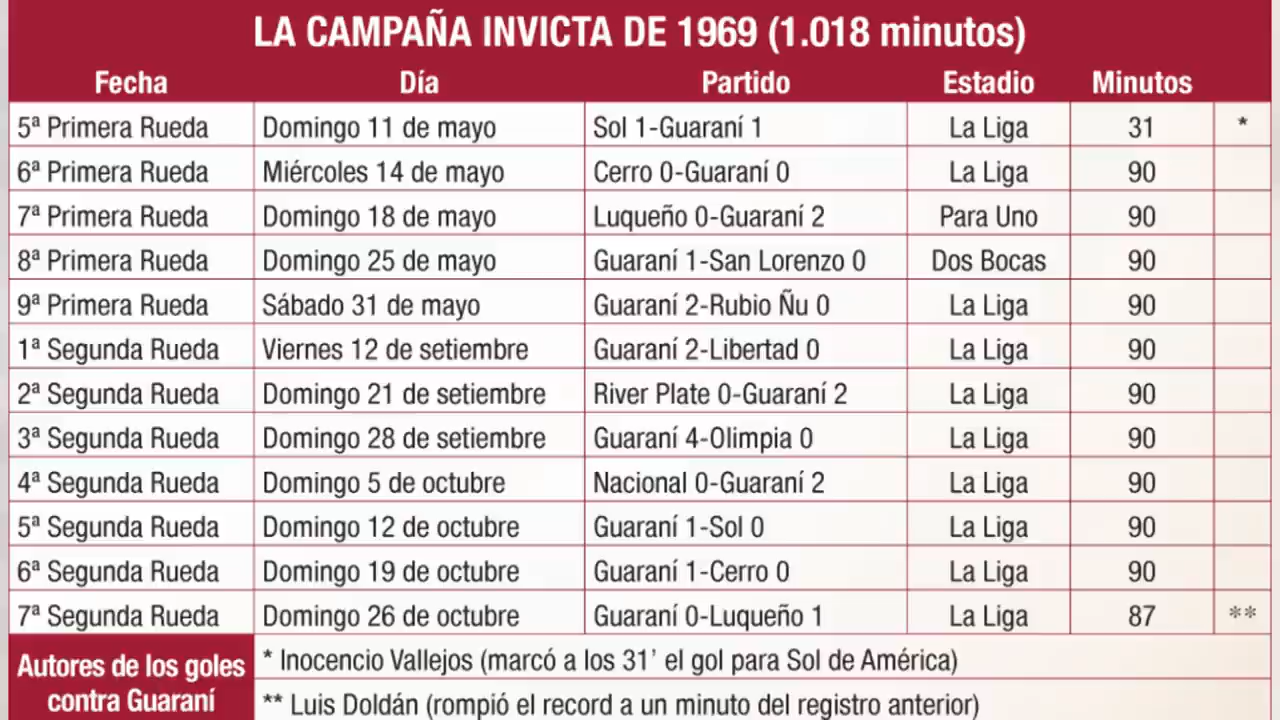 LA CAMPAÑA INVICTA DE 1969 (1.018 minutos)
Fecha Día Partido Estadio Minutos
5ª Primera Rueda Domingo 11 de mayo Sol 1-Guaraní 1 La Liga 31 *
6ª Primera Rueda Miércoles 14 de mayo Cerro 0-Guaraní 0 La Liga 90
7ª Primera Rueda Domingo 18 de mayo Luqueño 0-Guaraní 2 Para Uno 90
8ª Primera Rueda Domingo 25 de mayo Guaraní 1-San Lorenzo 0 Dos Bocas 90
9ª Primera Rueda Sábado 31 de mayo Guaraní 2-Rubio Ñu 0 La Liga 90
1ª Segunda Rueda Viernes 12 de setiembre Guaraní 2-Libertad 0 La Liga 90
2ª Segunda Rueda Domingo 21 de setiembre River Plate 0-Guaraní 2 La Liga 90
3ª Segunda Rueda Domingo 28 de setiembre Guaraní 4-Olimpia 0 La Liga 90
4ª Segunda Rueda Domingo 5 de octubre Nacional 0-Guaraní 2 La Liga 90
5ª Segunda Rueda Domingo 12 de octubre Guaraní 1-Sol 0 La Liga 90
6ª Segunda Rueda Domingo 19 de octubre Guaraní 1-Cerro 0 La Liga 90
7ª Segunda Rueda Domingo 26 de octubre Guaraní 0-Luqueño 1 La Liga 87 **
Autores de los goles
contra Guaraní
* Inocencio Vallejos (marcó a los 31’ el gol para Sol de América)
** Luis Doldán (rompió el record a un minuto del registro anterior)